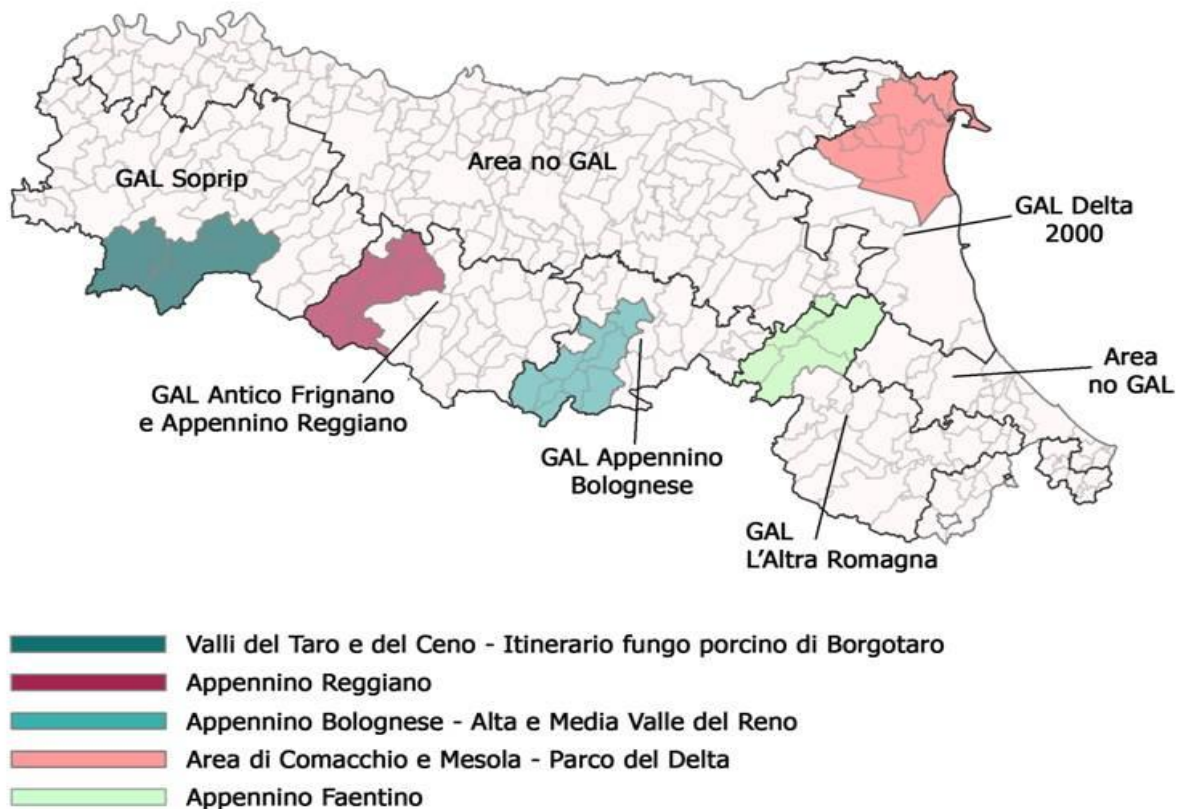 GAL Soprip
Area no GAL
GAL Delta
2000
Area
no GAL
GAL Antico Frignano
e Appennino Reggiano
GAL Appennino
Bolognese
GAL
L'Altra Romagna
Valli del Taro e del Ceno - Itinerario fungo porcino di Borgotaro
Appennino Reggiano
Appennino Bolognese - Alta e Media Valle del Reno
Area di Comacchio e Mesola - Parco del Delta
Appennino Faentino